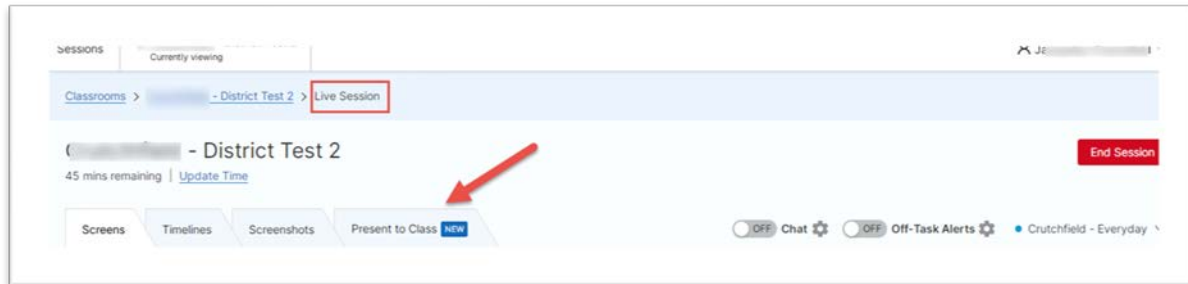 Sessions
Currently viewing
Classrooms > - District Test 2 > Live Session
- District Test 2
End Session
45 mins remaining | Update Time
Screens Timelines Screenshots Present to Class NEW OFF Chat OFF Off-Task Alerts Crutchfield - Everyday